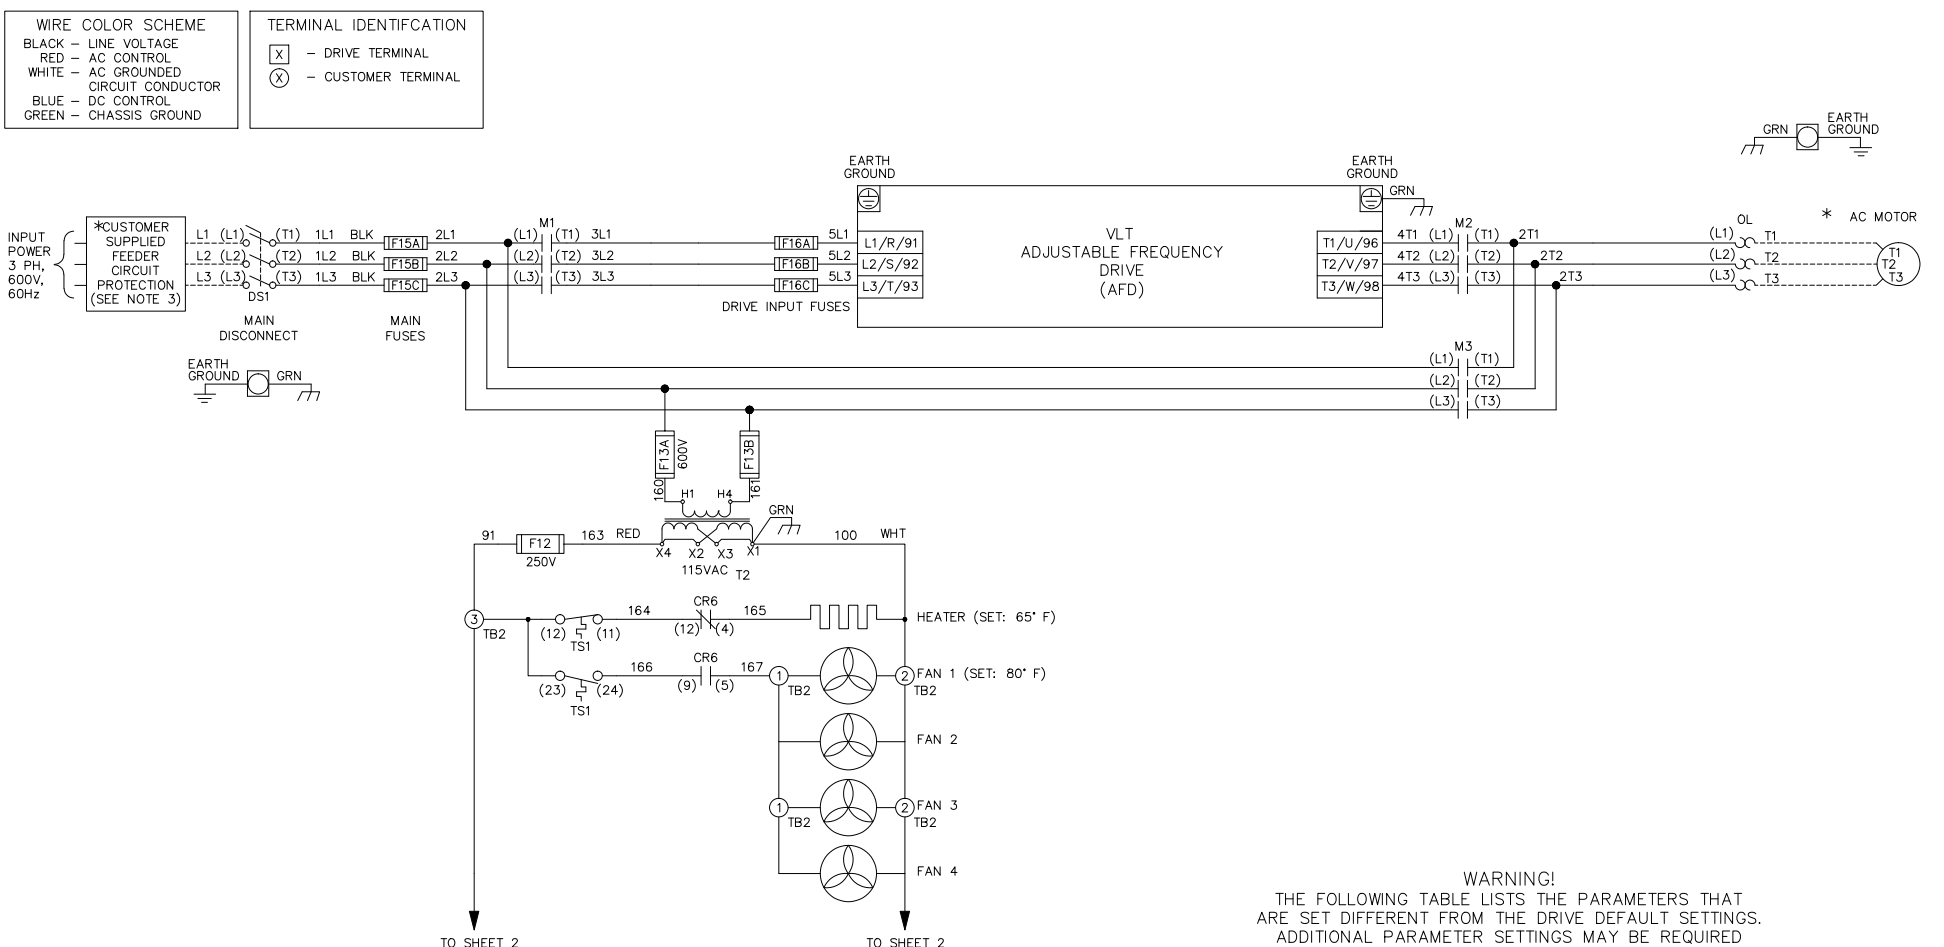 WIRE COLOR SCHEME
BLACK – LINE VOLTAGE
RED – AC CONTROL
WHITE – AC GROUNDED
CIRCUIT CONDUCTOR
BLUE – DC CONTROL
GREEN – CHASSIS GROUND
TERMINAL IDENTIFCATION
X – DRIVE TERMINAL
X – CUSTOMER TERMINAL
GRN
EARTH
GROUND
EARTH
GROUND
EARTH
GROUND
GRN
INPUT
POWER
3 PH,
600V,
60Hz
*CUSTOMER
SUPPLIED
FEEDER
CIRCUIT
PROTECTION
(SEE NOTE 3)
L1 (L1) (T1) 1L1 BLK F15A 2L1 (L1) M1 (T1) 3L1 F16A 5L1 L1/R/91
L2 (L2) (T2) 1L2 BLK F15B 2L2 (L2) (T2) 3L2 F16B 5L2 L2/S/92
L3 (L3) (T3) 1L3 BLK F15C 2L3 (L3) (T3) 3L3 F16C 5L3 L3/T/93
DS1
MAIN
DISCONNECT
MAIN
FUSES
DRIVE INPUT FUSES
VLT
ADJUSTABLE FREQUENCY
DRIVE
(AFD)
T1/U/96 4T1 (L1) M2 (T1) 2T1 (L1) OL T1
T2/V/97 4T2 (L2) (T2) 2T2 (L2) T2
T3/W/98 4T3 (L3) (T3) 2T3 (L3) T3
* AC MOTOR
T1
T2
T3
EARTH
GROUND
GRN
M3
(L1) (T1)
(L2) (T2)
(L3) (T3)
F13A
600V
F13B
160
161
H1 H4
GRN
91 F12 163 RED
250V
X4 X2 X3 X1
100 WHT
115VAC T2
3
TB2
(12) (11)
TS1
164
CR6
(12) (4)
165
HEATER (SET: 65° F)
(23) (24)
TS1
166
CR6
(9) (5)
167
1
TB2
2
TB2
FAN 1 (SET: 80° F)
FAN 2
1
TB2
2
TB2
FAN 3
FAN 4
TO SHEET 2
TO SHEET 2
WARNING!
THE FOLLOWING TABLE LISTS THE PARAMETERS THAT
ARE SET DIFFERENT FROM THE DRIVE DEFAULT SETTINGS.
ADDITIONAL PARAMETER SETTINGS MAY BE REQUIRED